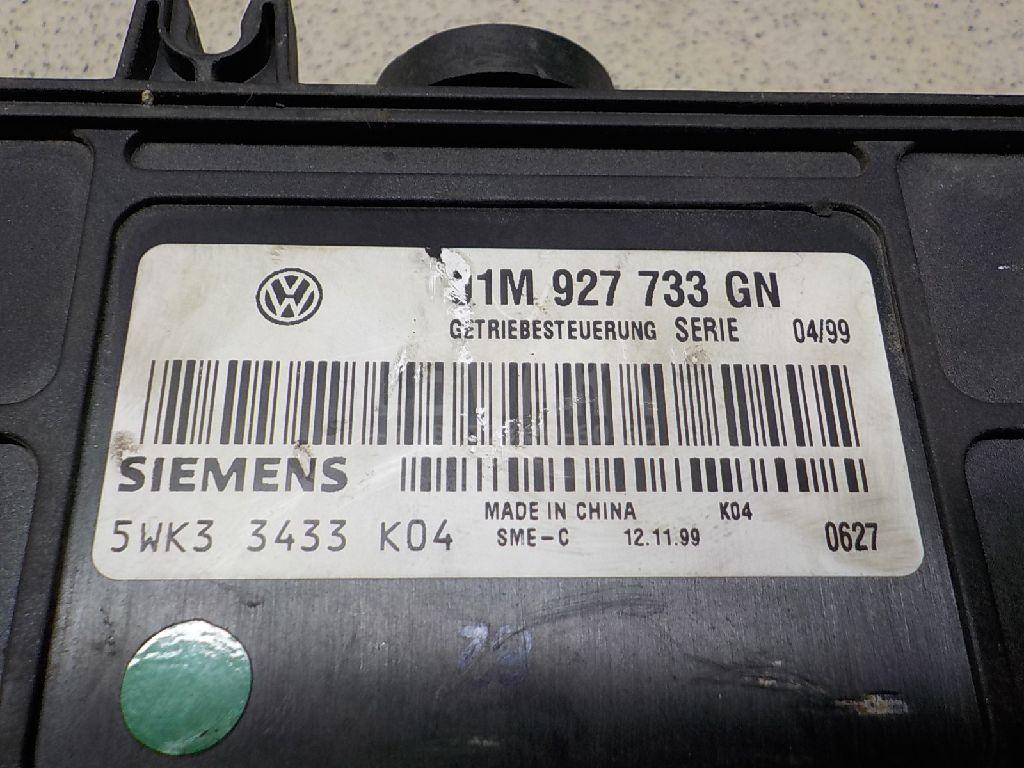 01M 927 733 GN
GETRIEBESTEUERUNG SERIE 04/99
SIEMENS
MADE IN CHINA K04
5WK3 3433 K04 SME-C 12.11.99 0627